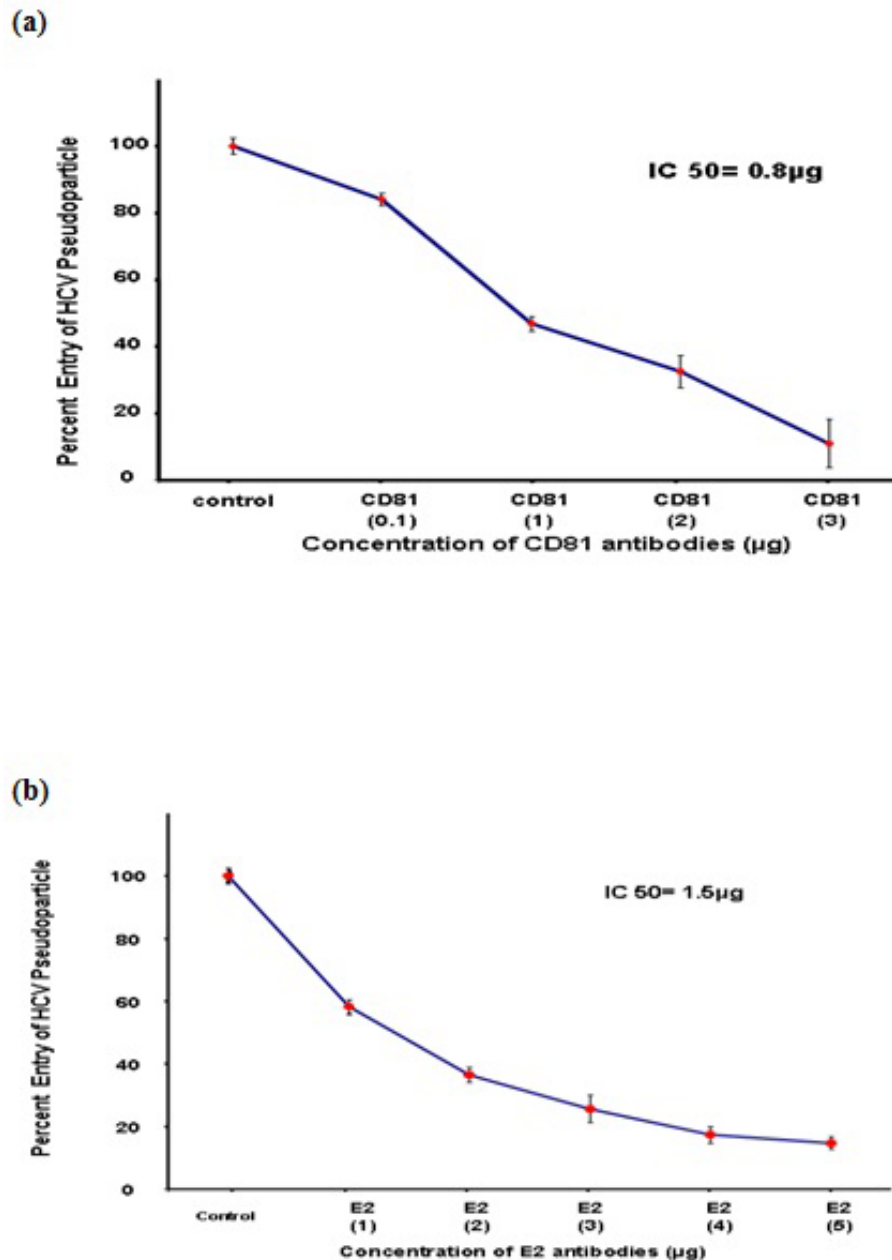 (a)
Percent Entry of HCV Pseudoparticle
100
80
60
40
20
0
IC 50= 0.8µg
control CD81 CD81 CD81 CD81
(0.1) (1) (2) (3)
Concentration of CD81 antibodies (µg)
(b)
Percent Entry of HCV Pseudoparticle
100
80
60
40
20
0
IC 50= 1.5µg
Control E2 E2 E2 E2 E2
(1) (2) (3) (4) (5)
Concentration of E2 antibodies (µg)